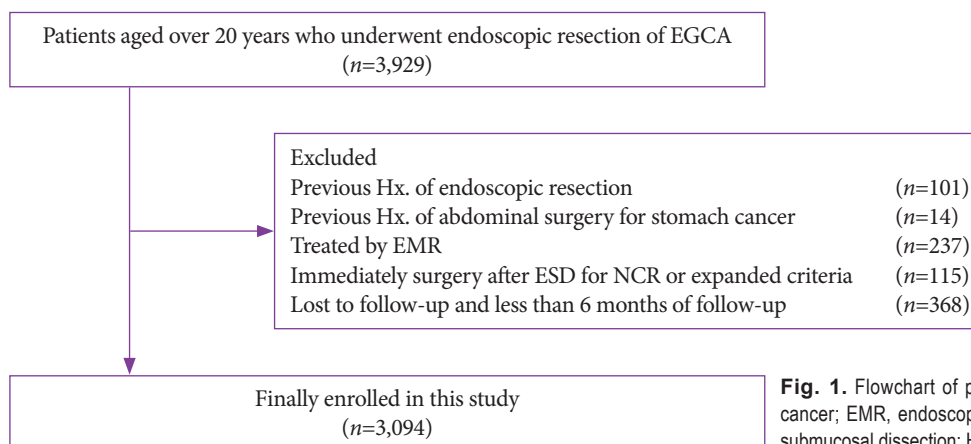 Patients aged over 20 years who underwent endoscopic resection of EGCA
(n=3,929)
Excluded
Previous Hx. of endoscopic resection (n=101)
Previous Hx. of abdominal surgery for stomach cancer (n=14)
Treated by EMR (n=237)
Immediately surgery after ESD for NCR or expanded criteria (n=115)
Lost to follow-up and less than 6 months of follow-up (n=368)
Finally enrolled in this study
(n=3,094)
Fig. 1. Flowchart of p
cancer; EMR, endoscop
submucosal dissection; H